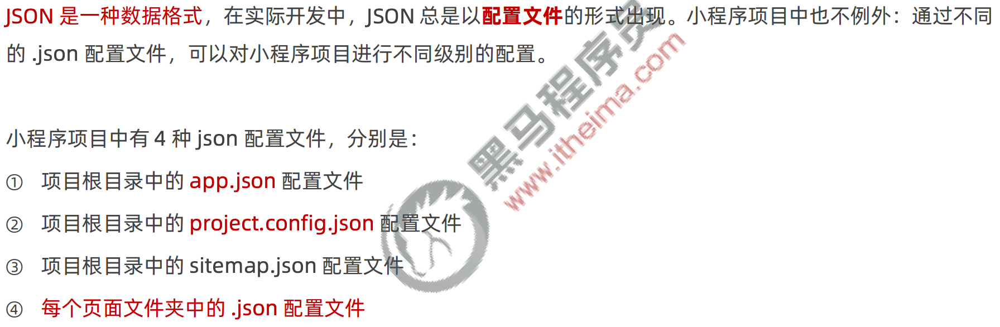 JSON 是一种数据格式，在实际开发中，JSON 总是以配置文件的形式出现。小程序项目中也不例外：通过不同
的 .json 配置文件，可以对小程序项目进行不同级别的配置。
小程序项目中有 4 种 json 配置文件，分别是：
① 项目根目录中的 app.json 配置文件
② 项目根目录中的 project.config.json 配置文件
③ 项目根目录中的 sitemap.json 配置文件
④ 每个页面文件夹中的 .json 配置文件
黑马程序员
www.itheima.com